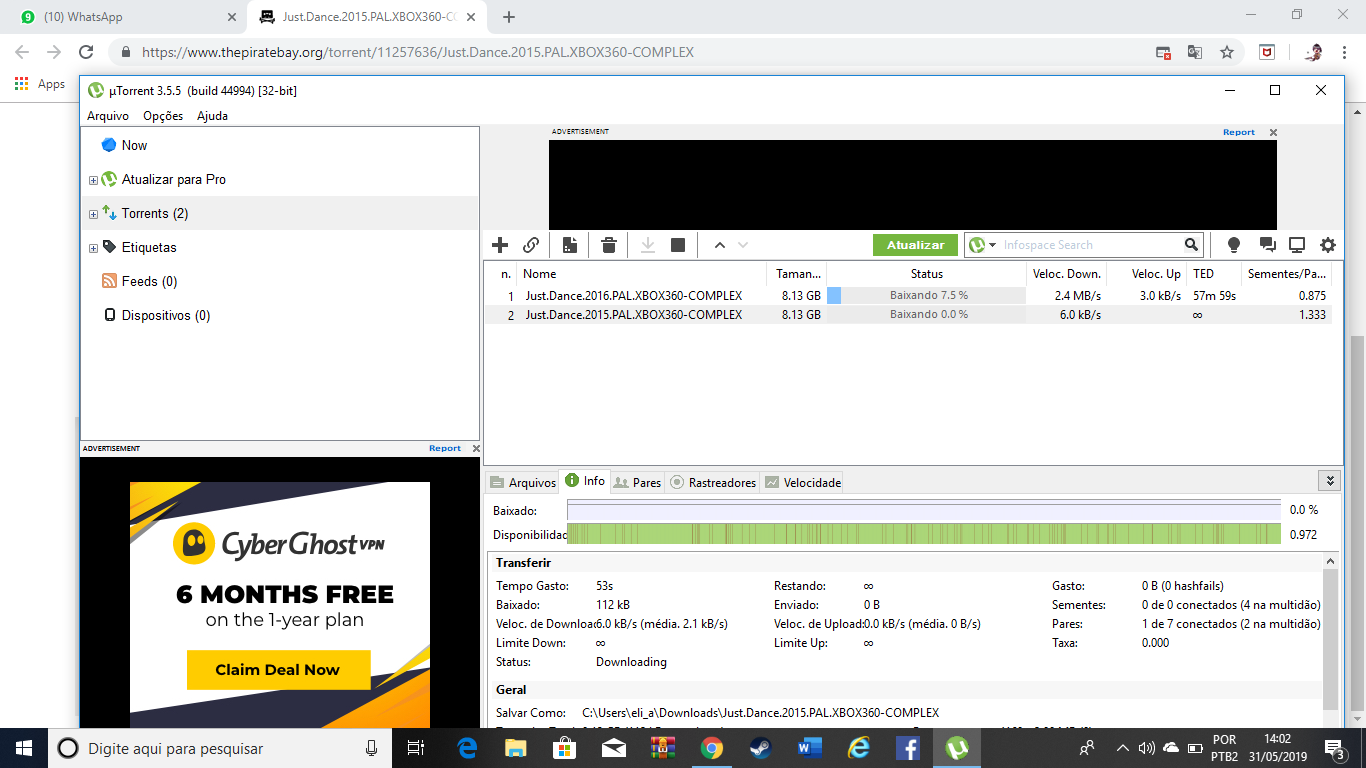 (10) WhatsApp
Just.Dance.2015.PAL.XBOX360-CO
https://www.thepiratebay.org/torrent/11257636/Just.Dance.2015.PAL.XBOX360-COMPLEX
Apps
µTorrent 3.5.5 (build 44994) [32-bit]
Arquivo Opções Ajuda
Now
Atualizar para Pro
Torrents (2)
Etiquetas
Feeds (0)
Dispositivos (0)
ADVERTISEMENT Report
Atualizar Infospace Search
n. Nome Taman... Status Veloc. Down. Veloc. Up TED Sementes/Pa...
1 Just.Dance.2016.PAL.XBOX360-COMPLEX 8.13 GB Baixando 7.5 % 2.4 MB/s 3.0 kB/s 57m 59s 0.875
2 Just.Dance.2015.PAL.XBOX360-COMPLEX 8.13 GB Baixando 0.0 % 6.0 kB/s ∞ 1.333
ADVERTISEMENT Report
CyberGhost VPN
6 MONTHS FREE
on the 1-year plan
Claim Deal Now
Arquivos Info Pares Rastreadores Velocidade
Baixado: 0.0 %
Disponibilidac 0.972
Transferir
Tempo Gasto: 53s Restando: ∞ Gasto: 0 B (0 hashfails)
Baixado: 112 kB Enviado: 0 B Sementes: 0 de 0 conectados (4 na multidão)
Veloc. de Download: 6.0 kB/s (média. 2.1 kB/s) Veloc. de Upload: 0.0 kB/s (média. 0 B/s) Pares: 1 de 7 conectados (2 na multidão)
Limite Down: ∞ Limite Up: ∞ Taxa: 0.000
Status: Downloading
Geral
Salvar Como: C:\Users\eli_a\Downloads\Just.Dance.2015.PAL.XBOX360-COMPLEX
Digite aqui para pesquisar
POR
PTB2
14:02
31/05/2019
3